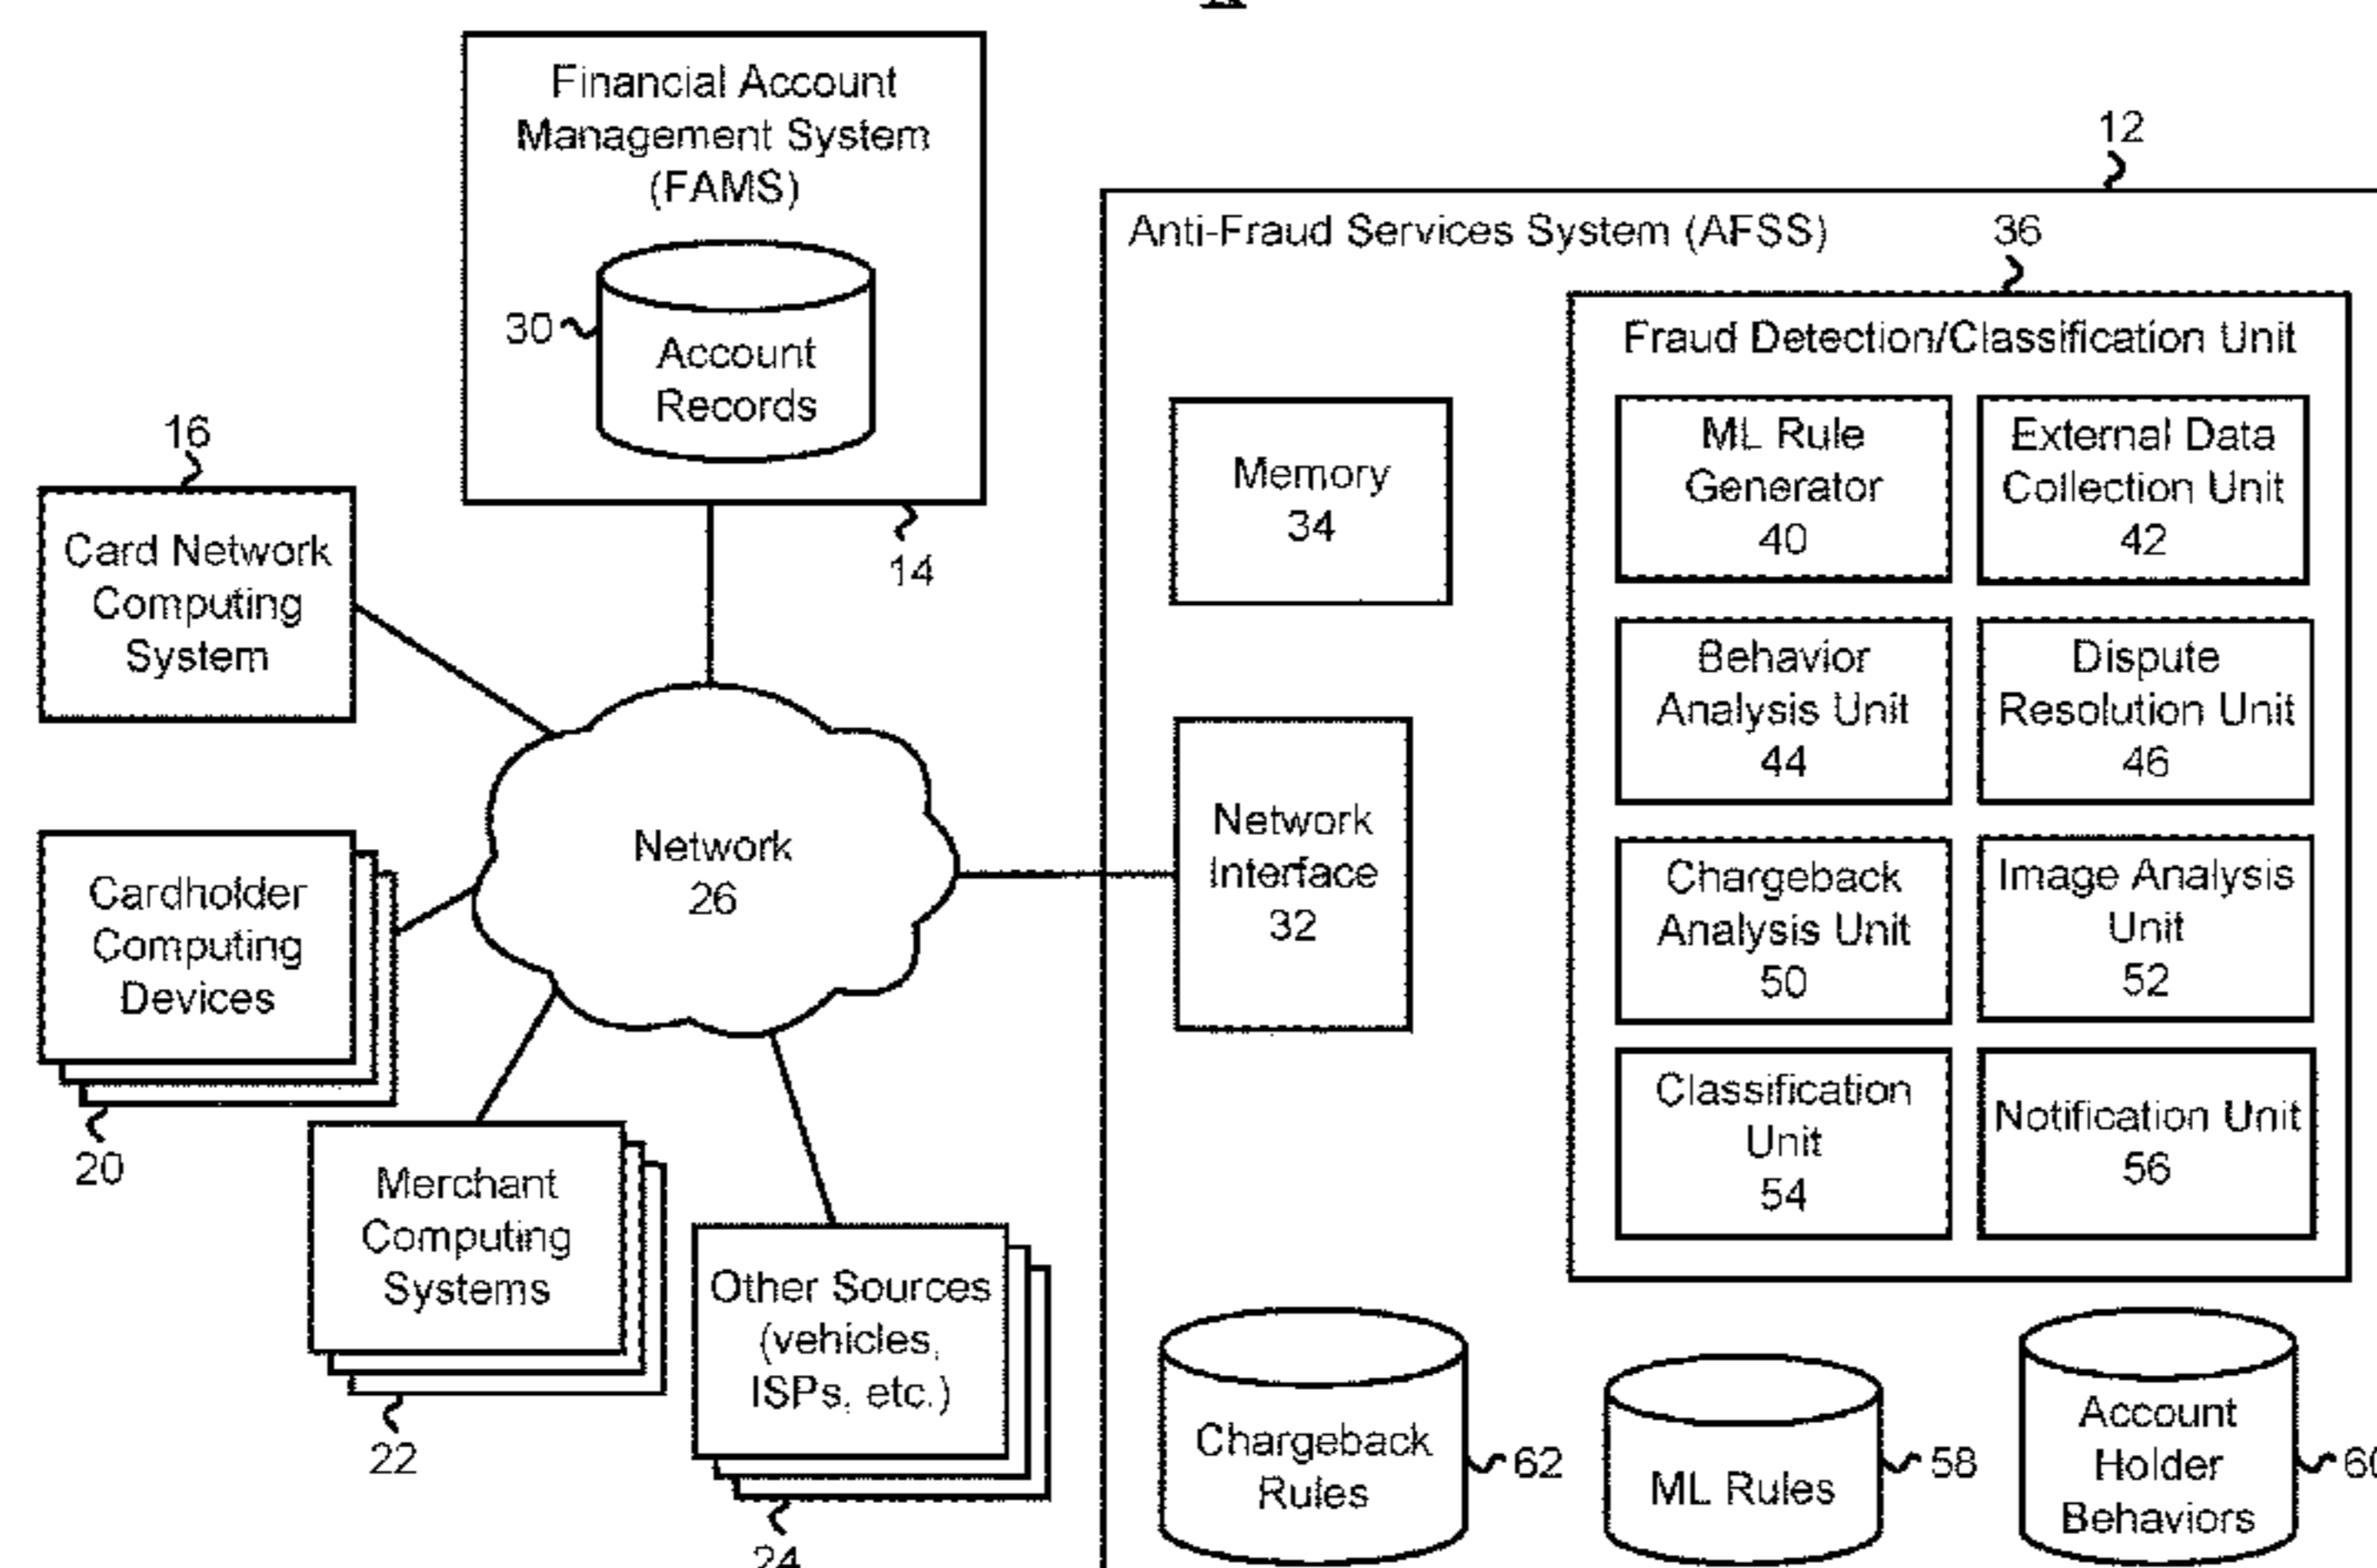 Financial Account
Management System
(FAMS)
30
Account
Records
14
16
Card Network
Computing
System
Cardholder
Computing
Devices
20
Network
26
Merchant
Computing
Systems
22
Other Sources
(vehicles,
ISPs, etc.)
24
12
Anti-Fraud Services System (AFSS)
36
Memory
34
Network
Interface
32
Fraud Detection/Classification Unit
ML Rule
Generator
40
External Data
Collection Unit
42
Behavior
Analysis Unit
44
Dispute
Resolution Unit
46
Chargeback
Analysis Unit
50
Image Analysis
Unit
52
Classification
Unit
54
Notification Unit
56
Chargeback
Rules
62
ML Rules
58
Account
Holder
Behaviors
60